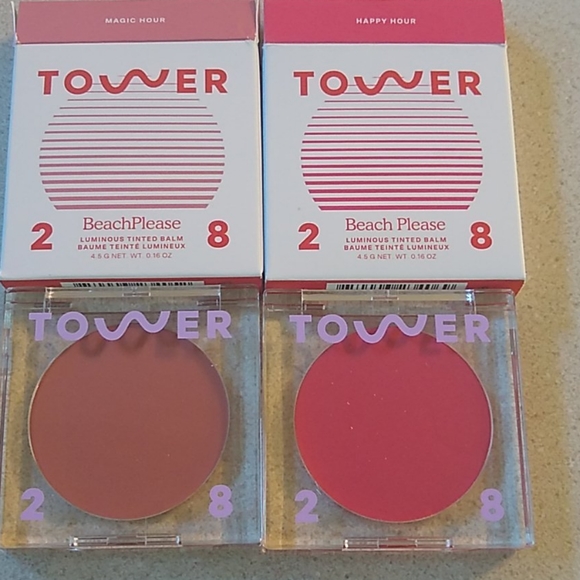 MAGIC HOUR
TOWER
2 8
BeachPlease
LUMINOUS TINTED BALM
BAUME TEINTÉ LUMINEUX
4.5 G NET. WT. 0.16 OZ
HAPPY HOUR
TOWER
2 8
Beach Please
LUMINOUS TINTED BALM
BAUME TEINTÉ LUMINEUX
4.5 G NET. WT. 0.16 OZ
TOWER
2 8
TOWER
2 8